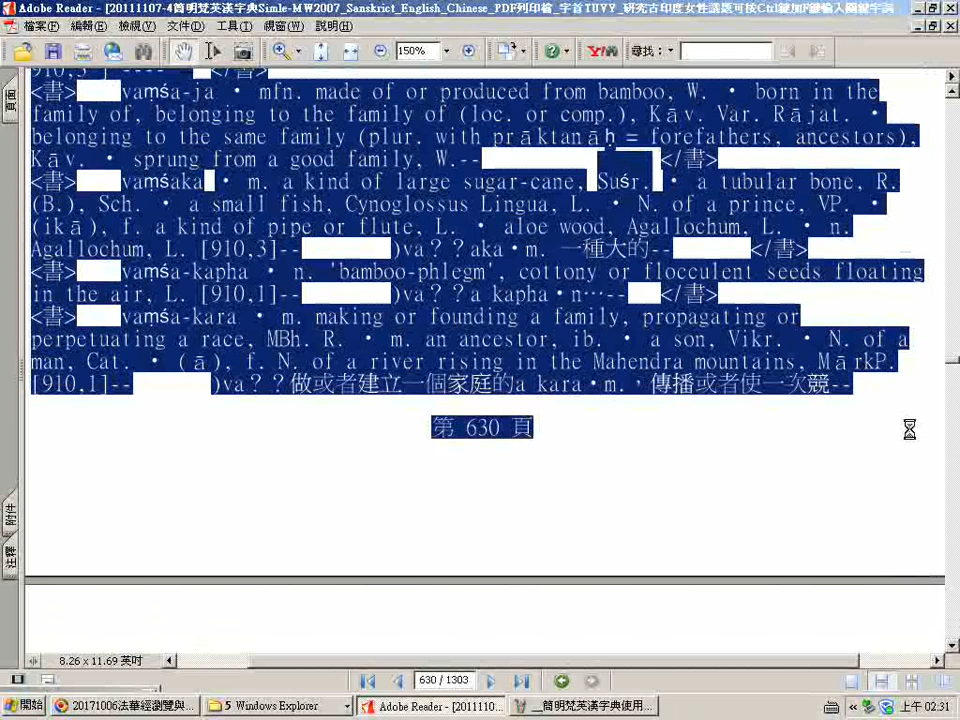 Adobe Reader - [20111107-4簡明梵英漢字典Simle-MW2007_Sanskrict_English_Chinese_PDF列印檔_字首TUVY_研究古印度女性議題可按Ctrl鍵加F鍵輸入關鍵字詞
檔案(F) 編輯(E) 檢視(V) 文件(D) 工具(T) 視窗(W) 說明(H)
150% 尋找:
頁面
<書> vaṃśa-ja • mfn. made of or produced from bamboo, W. • born in the
family of, belonging to the family of (loc. or comp.), Kāv. Var. Rājat. •
belonging to the same family (plur. with prāktanāḥ = forefathers, ancestors),
Kāv. • sprung from a good family, W.-- </書>
<書> vaṃśaka • m. a kind of large sugar-cane, Suśr. • a tubular bone, R.
(B.), Sch. • a small fish, Cynoglossus Lingua, L. • N. of a prince, VP. •
(ikā), f. a kind of pipe or flute, L. • aloe wood, Agallochum, L. • n.
Agallochum, L. [910,3]-- )va??aka•m. 一種大的-- </書>
<書> vaṃśa-kapha • n. 'bamboo-phlegm', cottony or flocculent seeds floating
in the air, L. [910,1]-- )va??a kapha•n…-- </書>
<書> vaṃśa-kara • m. making or founding a family, propagating or
perpetuating a race, MBh. R. • m. an ancestor, ib. • a son, Vikr. • N. of a
man, Cat. • (ā), f. N. of a river rising in the Mahendra mountains, MārkP.
[910,1]-- )va??做或者建立一個家庭的a kara•m.，傳播或者使一次競--
第 630 頁
附件
注釋
8.26 x 11.69 英吋
630 / 1303
開始 20171006法華經瀏覽與... 5 Windows Explorer Adobe Reader - [2011110... __簡明梵英漢字典使用... 上午 02:31